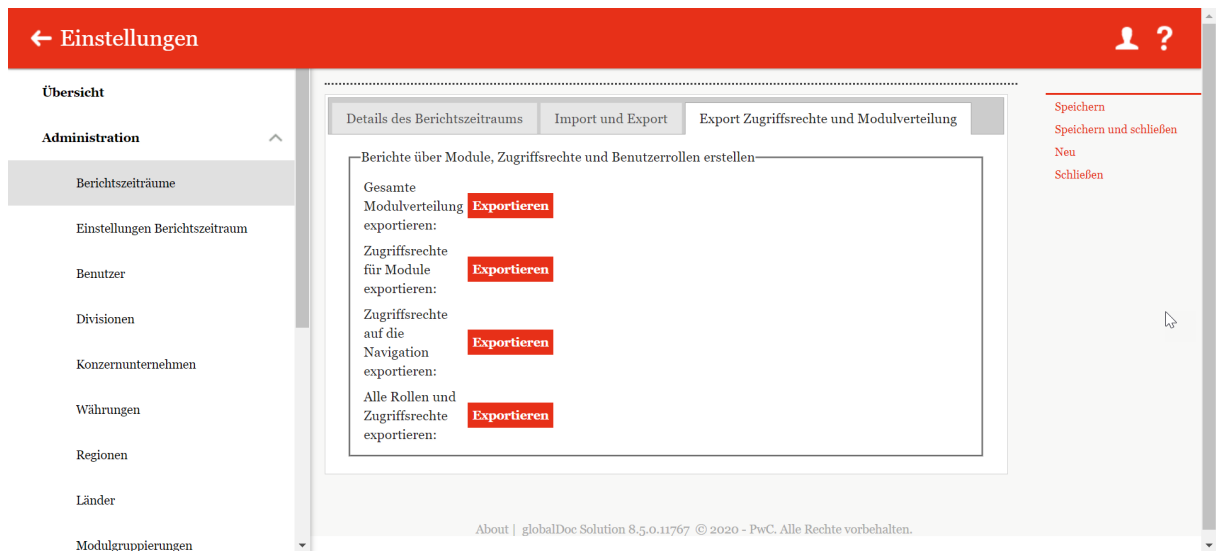 Einstellungen
?
Übersicht
Administration
Berichtszeiträume
Einstellungen Berichtszeitraum
Benutzer
Divisionen
Konzernunternehmen
Währungen
Regionen
Länder
Modulgruppierungen
Details des Berichtszeitraums
Import und Export
Export Zugriffsrechte und Modulverteilung
Berichte über Module, Zugriffsrechte und Benutzerrollen erstellen
Gesamte
Modulverteilung
exportieren:
Exportieren
Zugriffsrechte
für Module
exportieren:
Exportieren
Zugriffsrechte
auf die
Navigation
exportieren:
Exportieren
Alle Rollen und
Zugriffsrechte
exportieren:
Exportieren
Speichern
Speichern und schließen
Neu
Schließen
About | globalDoc Solution 8.5.0.11767 © 2020 - PwC. Alle Rechte vorbehalten.